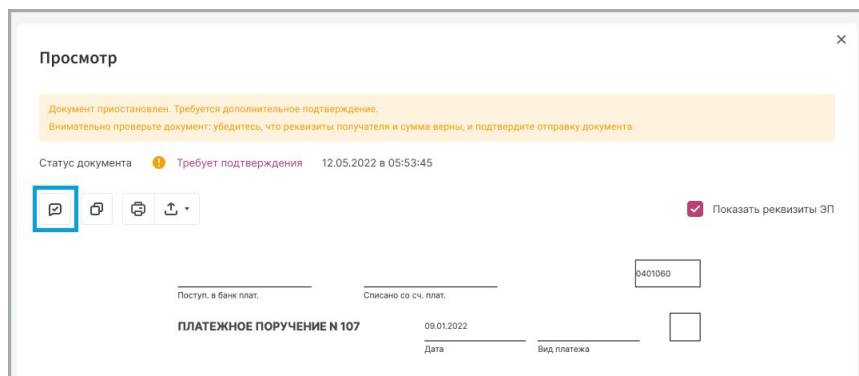 Просмотр
Документ приостановлен. Требуется дополнительное подтверждение.
Внимательно проверьте документ: убедитесь, что реквизиты получателя и сумма верны, и подтвердите отправку документа.
Статус документа Требует подтверждения 12.05.2022 в 05:53:45
Показать реквизиты ЭП
0401060
Поступ. в банк плат. Списано со сч. плат.
ПЛАТЕЖНОЕ ПОРУЧЕНИЕ N 107 09.01.2022
Дата Вид платежа